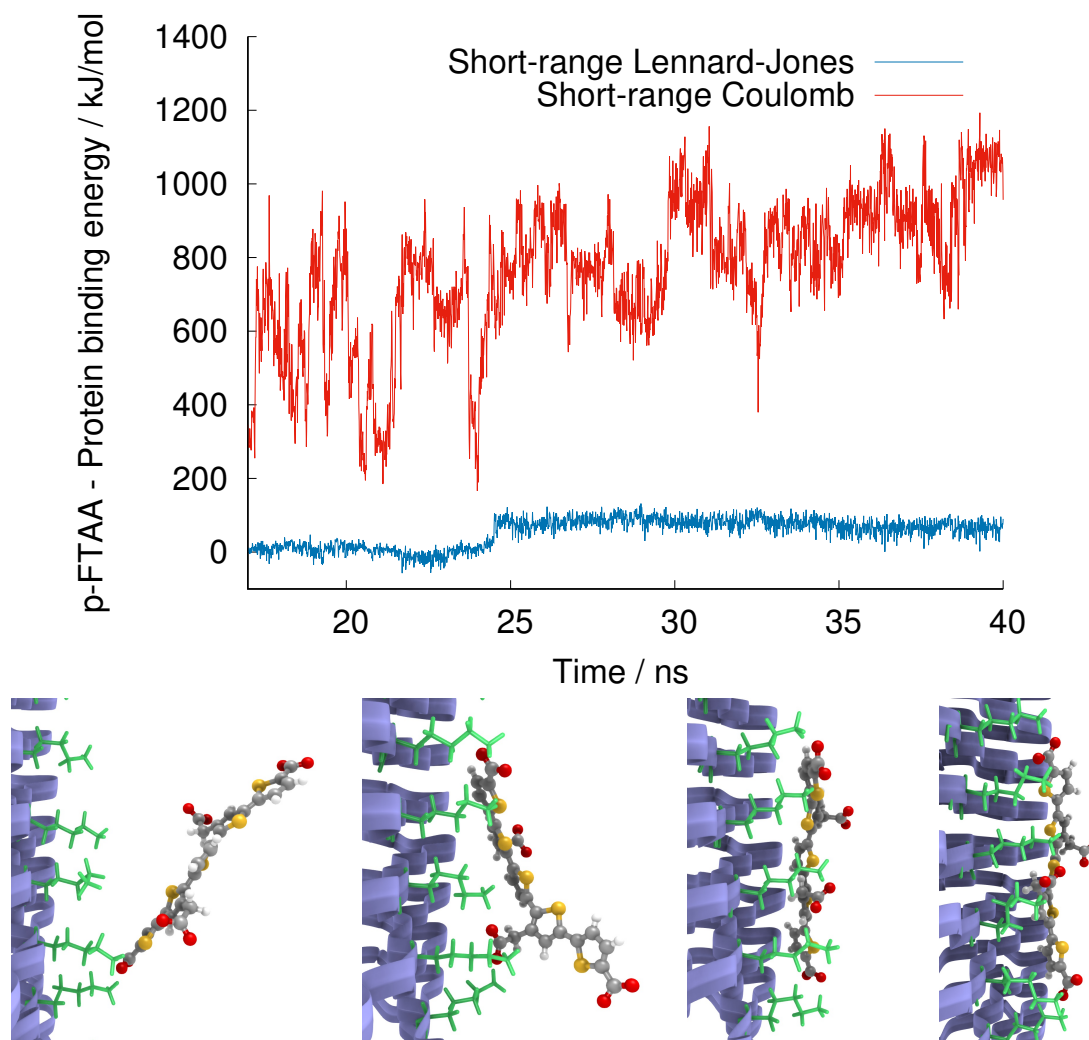 p-FTAA - Protein binding energy / kJ/mol
1400
1200
1000
800
600
400
200
0
Short-range Lennard-Jones
Short-range Coulomb
20 25 30 35 40
Time / ns